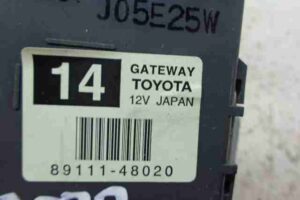 J05E25W
14
GATEWAY
TOYOTA
12V JAPAN
89111-48020